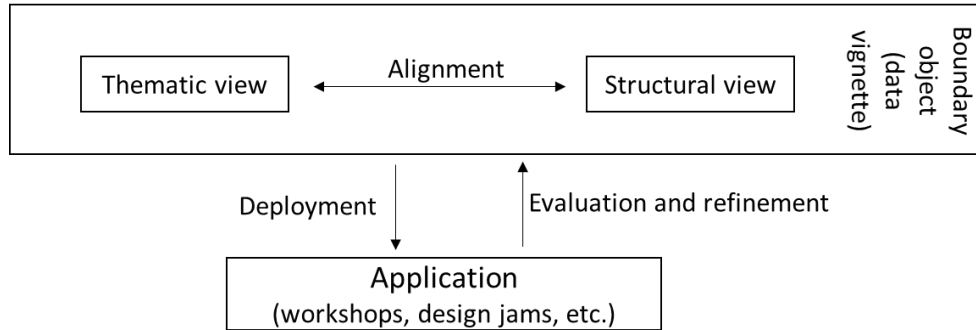 Thematic view
Alignment
Structural view
Boundary
object
(data
vignette)
Deployment
Evaluation and refinement
Application
(workshops, design jams, etc.)